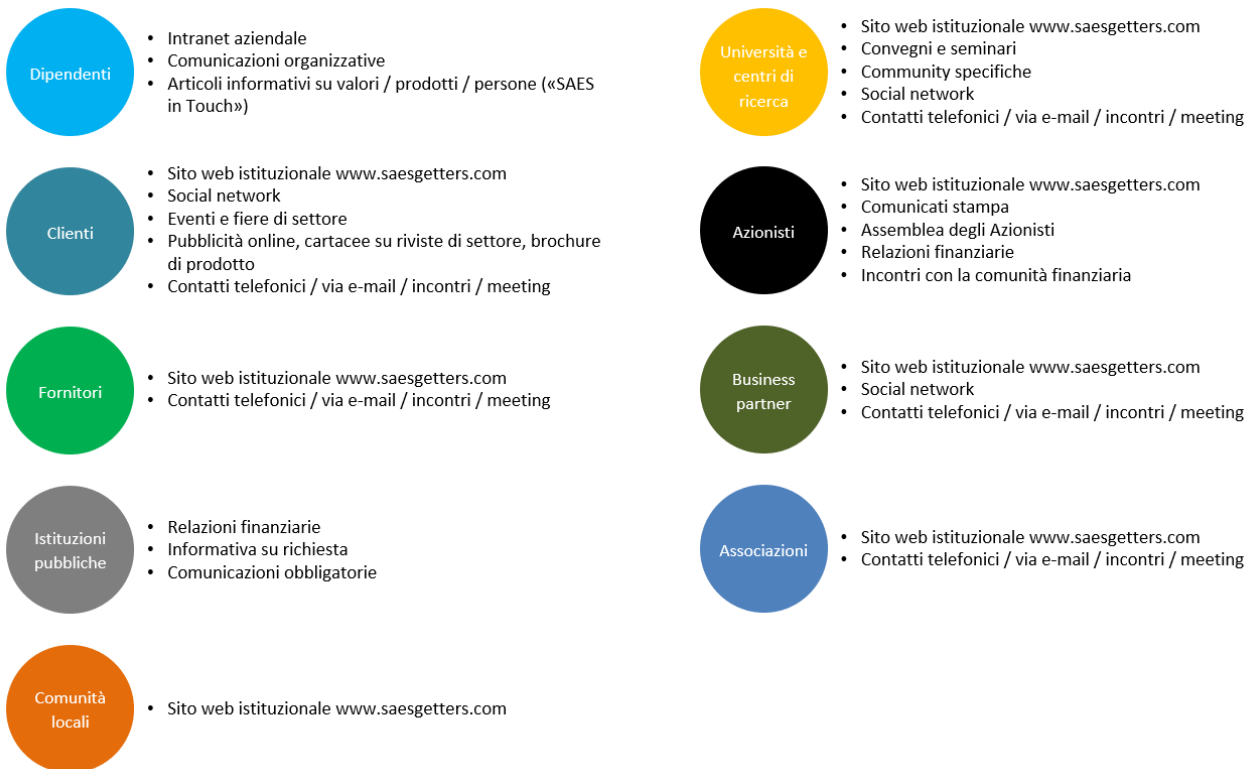 Dipendenti
• Intranet aziendale
• Comunicazioni organizzative
• Articoli informativi su valori / prodotti / persone («SAES
in Touch»)
Clienti
• Sito web istituzionale www.saesgetters.com
• Social network
• Eventi e fiere di settore
• Pubblicità online, cartacee su riviste di settore, brochure
di prodotto
• Contatti telefonici / via e-mail / incontri / meeting
Fornitori
• Sito web istituzionale www.saesgetters.com
• Contatti telefonici / via e-mail / incontri / meeting
Istituzioni
pubbliche
• Relazioni finanziarie
• Informativa su richiesta
• Comunicazioni obbligatorie
Comunità
locali
• Sito web istituzionale www.saesgetters.com
Università e
centri di
ricerca
• Sito web istituzionale www.saesgetters.com
• Convegni e seminari
• Community specifiche
• Social network
• Contatti telefonici / via e-mail / incontri / meeting
Azionisti
• Sito web istituzionale www.saesgetters.com
• Comunicati stampa
• Assemblea degli Azionisti
• Relazioni finanziarie
• Incontri con la comunità finanziaria
Business
partner
• Sito web istituzionale www.saesgetters.com
• Social network
• Contatti telefonici / via e-mail / incontri / meeting
Associazioni
• Sito web istituzionale www.saesgetters.com
• Contatti telefonici / via e-mail / incontri / meeting